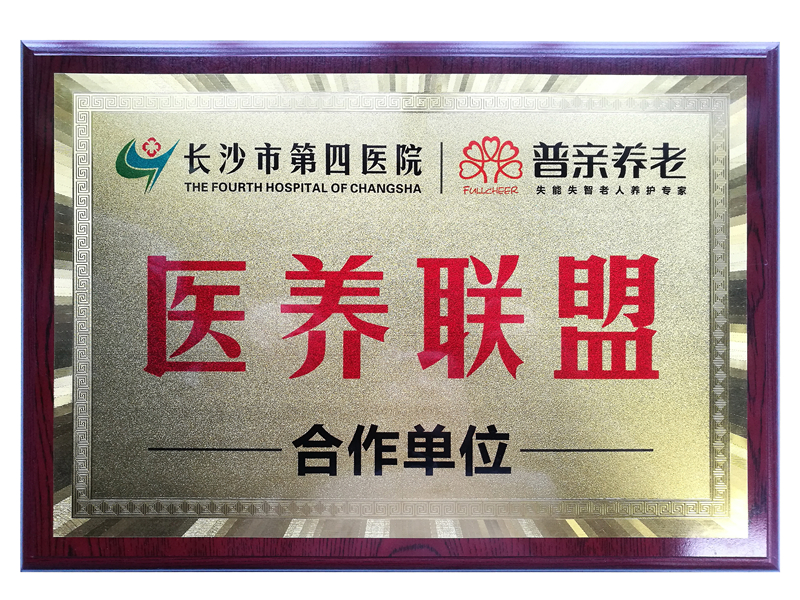 长沙市第四医院
THE FOURTH HOSPITAL OF CHANGSHA
普亲养老
FULLCHEER
失能失智老人养护专家
医养联盟
合作单位